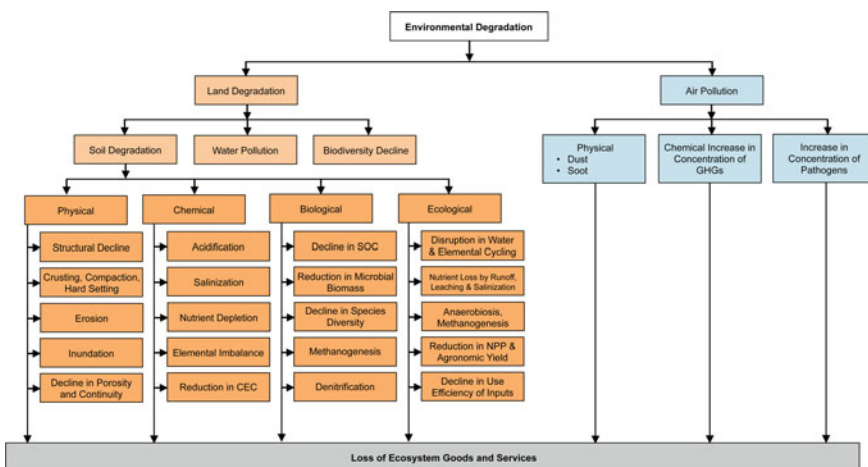 Environmental Degradation
Land Degradation
Air Pollution
Soil Degradation
Water Pollution
Biodiversity Decline
Physical
• Dust
• Soot
Chemical Increase in
Concentration of
GHGs
Increase in
Concentration of
Pathogens
Physical
Chemical
Biological
Ecological
Structural Decline
Crusting, Compaction,
Hard Setting
Erosion
Inundation
Decline in Porosity
and Continuity
Acidification
Salinization
Nutrient Depletion
Elemental Imbalance
Reduction in CEC
Decline in SOC
Reduction in Microbial
Biomass
Decline in Species
Diversity
Methanogenesis
Denitrification
Disruption in Water
& Elemental Cycling
Nutrient Loss by Runoff,
Leaching & Salinization
Anaerobiosis,
Methanogenesis
Reduction in NPP &
Agronomic Yield
Decline in Use
Efficiency of Inputs
Loss of Ecosystem Goods and Services